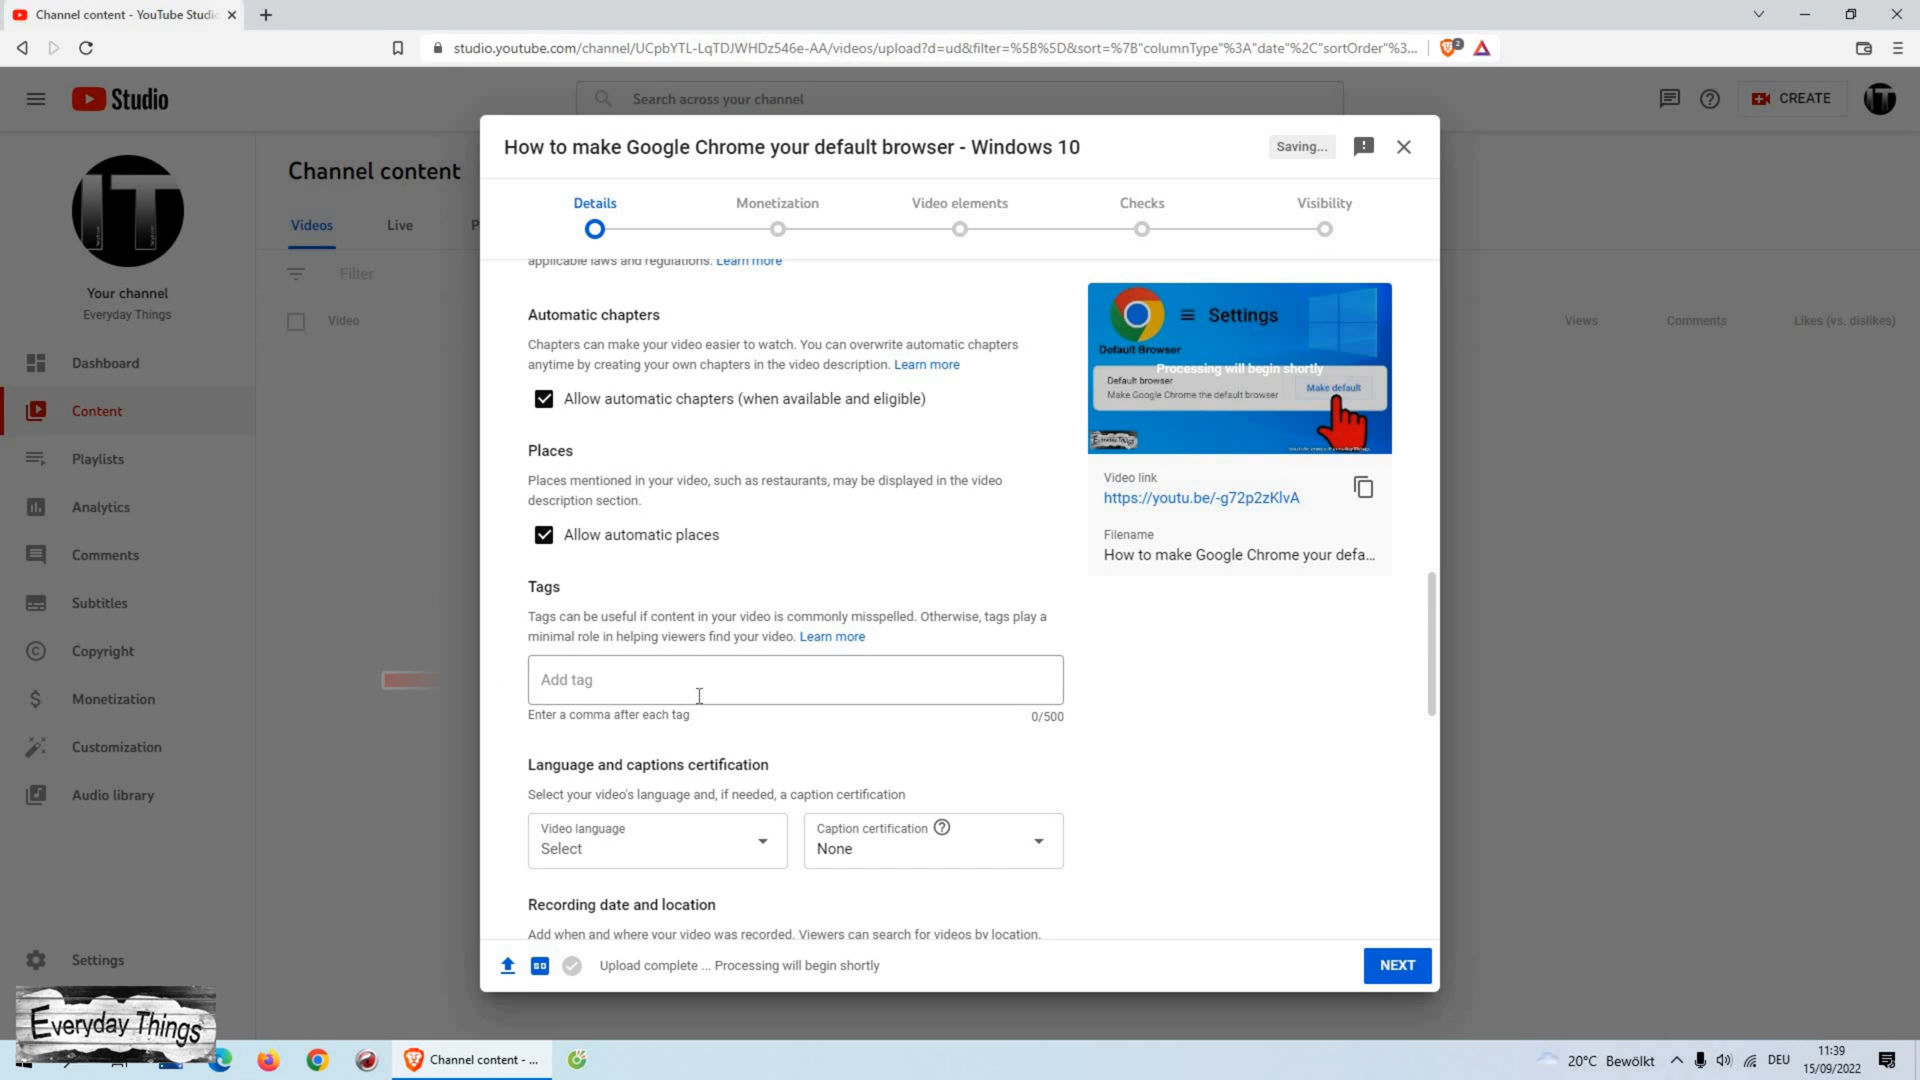 Channel content - YouTube Studi
studio.youtube.com/channel/UCpbYTL-LqTDJWHDz546e-AA/videos/upload?d=ud&filter=%5B%5D&sort=%7B"columnType"%3A"date"%2C"sortOrder"%3...
2
Studio
Search across your channel
CREATE
IT
Your channel
Everyday Things
Dashboard
Content
Playlists
Analytics
Comments
Subtitles
Copyright
Monetization
Customization
Audio library
Settings
Everyday Things
Channel content
Videos
Live
P
Filter
Video
Views
Comments
Likes (vs. dislikes)
How to make Google Chrome your default browser - Windows 10
Saving...
Details
Monetization
Video elements
Checks
Visibility
applicable laws and regulations. Learn more
Automatic chapters
Chapters can make your video easier to watch. You can overwrite automatic chapters
anytime by creating your own chapters in the video description. Learn more
Allow automatic chapters (when available and eligible)
Places
Places mentioned in your video, such as restaurants, may be displayed in the video
description section.
Allow automatic places
Tags
Tags can be useful if content in your video is commonly misspelled. Otherwise, tags play a
minimal role in helping viewers find your video. Learn more
Add tag
Enter a comma after each tag
0/500
Language and captions certification
Select your video's language and, if needed, a caption certification
Video language
Select
Caption certification
None
Recording date and location
Add when and where your video was recorded. Viewers can search for videos by location.
Settings
Default Browser
Processing will begin shortly
Default browser
Make Google Chrome the default browser
Make default
Everyday Things
Video link
https://youtu.be/-g72p2zKlvA
Filename
How to make Google Chrome your defa...
SD
Upload complete ... Processing will begin shortly
NEXT
Channel content - ...
20°C Bewölkt
DEU
11:39
15/09/2022